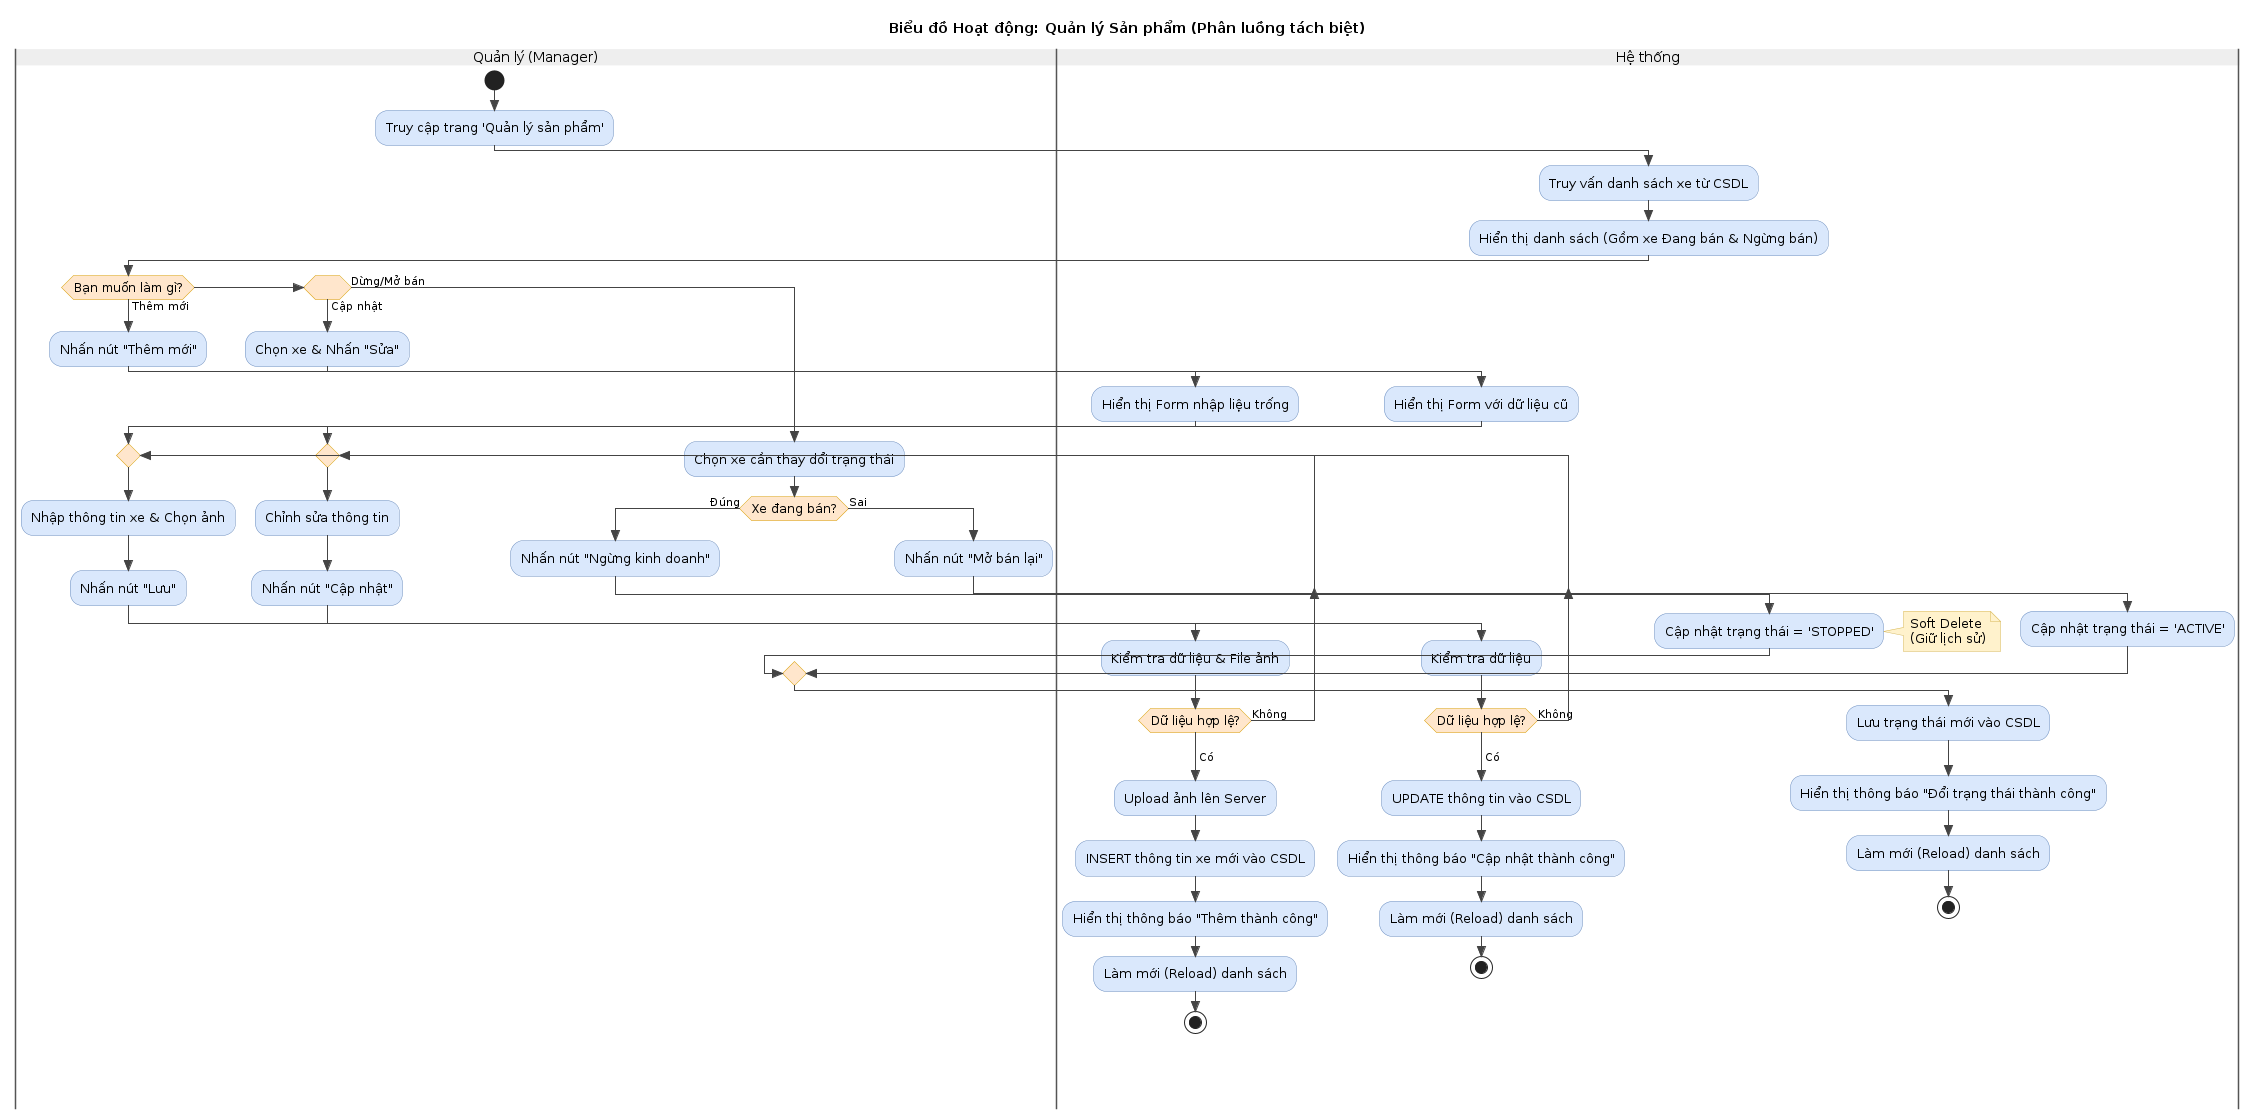 Biểu đồ Hoạt động: Quản lý Sản phẩm (Phân luồng tách biệt)
Quản lý (Manager)
Hệ thống
Truy cập trang 'Quản lý sản phẩm'
Truy vấn danh sách xe từ CSDL
Hiển thị danh sách (Gồm xe Đang bán & Ngừng bán)
Bạn muốn làm gì?
Dừng/Mở bán
Thêm mới
Cập nhật
Nhấn nút "Thêm mới"
Chọn xe & Nhấn "Sửa"
Hiển thị Form nhập liệu trống
Hiển thị Form với dữ liệu cũ
Chọn xe cần thay đổi trạng thái
Đúng
Xe đang bán?
Sai
Nhập thông tin xe & Chọn ảnh
Chỉnh sửa thông tin
Nhấn nút "Ngừng kinh doanh"
Nhấn nút "Mở bán lại"
Nhấn nút "Lưu"
Nhấn nút "Cập nhật"
Cập nhật trạng thái = 'STOPPED'
Soft Delete
(Giữ lịch sử)
Cập nhật trạng thái = 'ACTIVE'
Kiểm tra dữ liệu & File ảnh
Kiểm tra dữ liệu
Dữ liệu hợp lệ?
Không
Dữ liệu hợp lệ?
Không
Lưu trạng thái mới vào CSDL
Có
Có
Upload ảnh lên Server
UPDATE thông tin vào CSDL
Hiển thị thông báo "Đổi trạng thái thành công"
INSERT thông tin xe mới vào CSDL
Hiển thị thông báo "Cập nhật thành công"
Làm mới (Reload) danh sách
Hiển thị thông báo "Thêm thành công"
Làm mới (Reload) danh sách
Làm mới (Reload) danh sách